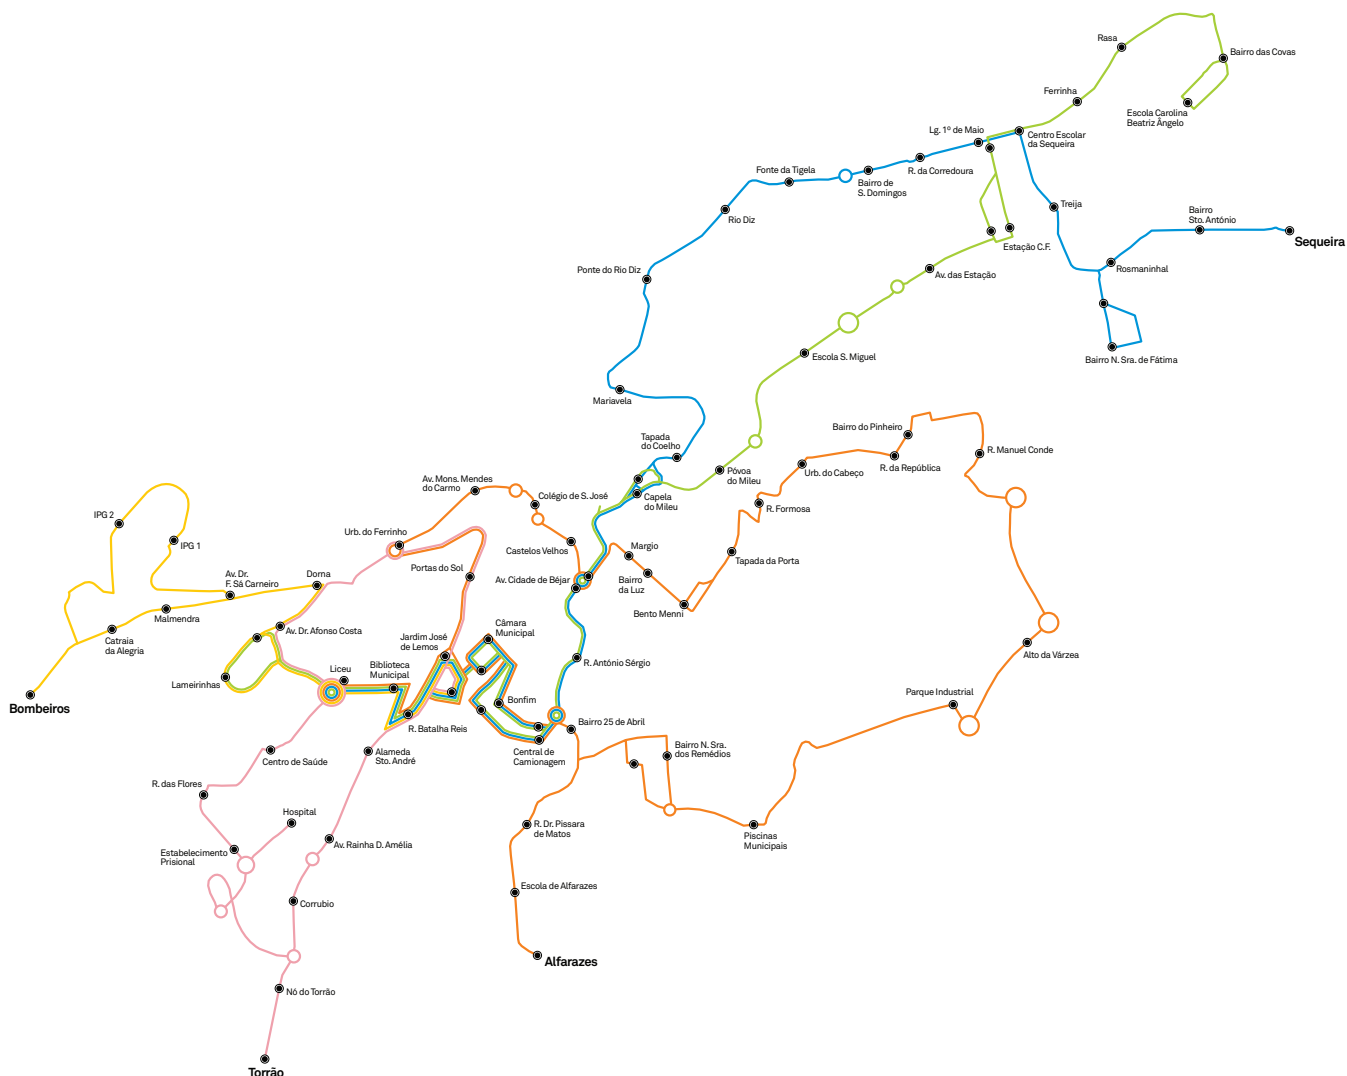 Rasa
Bairro das Covas
Ferrinha
Escola Carolina
Beatriz Ângelo
Lg. 1º de Maio
Centro Escolar
da Sequeira
R. da Corredoura
Fonte da Tigela
Bairro de
S. Domingos
Rio Diz
Treija
Bairro
Sto. António
Sequeira
Estação C.F.
Rosmaninhal
Ponte do Rio Diz
Av. das Estação
Bairro N. Sra. de Fátima
Escola S. Miguel
Mariavela
Tapada
do Coelho
Bairro do Pinheiro
R. Manuel Conde
R. da República
Póvoa
do Mileu
Urb. do Cabeço
Av. Mons. Mendes
do Carmo
Colégio de S. José
Capela
do Mileu
R. Formosa
IPG 2
IPG 1
Urb. do Ferrinho
Castelos Velhos
Margio
Tapada da Porta
Portas do Sol
Av. Dr.
F. Sá Carneiro
Dorna
Av. Cidade de Béjar
Bairro
da Luz
Bento Menni
Malmendra
Catraia
da Alegria
Av. Dr. Afonso Costa
Câmara
Municipal
Jardim José
de Lemos
R. António Sérgio
Alto da Várzea
Liceu
Biblioteca
Municipal
Lameirinhas
Bombeiros
Bonfim
Parque Industrial
R. Batalha Reis
Bairro 25 de Abril
Central de
Camionagem
Bairro N. Sra.
dos Remédios
Alameda
Sto. André
Centro de Saúde
R. das Flores
Hospital
R. Dr. Pissara
de Matos
Piscinas
Municipais
Av. Rainha D. Amélia
Estabelecimento
Prisional
Escola de Alfarazes
Corrubio
Alfarazes
Nó do Torrão
Torrão